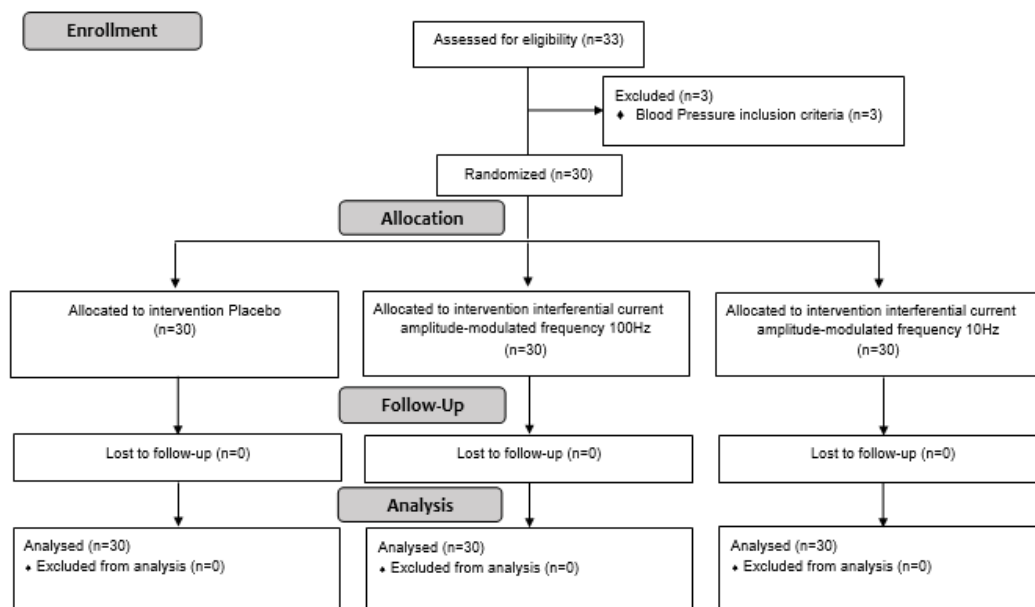 Enrollment
Assessed for eligibility (n=33)
Excluded (n=3)
♦ Blood Pressure inclusion criteria (n=3)
Randomized (n=30)
Allocation
Allocated to intervention Placebo
(n=30)
Allocated to intervention interferential current
amplitude-modulated frequency 100Hz
(n=30)
Allocated to intervention interferential current
amplitude-modulated frequency 10Hz
(n=30)
Follow-Up
Lost to follow-up (n=0)
Lost to follow-up (n=0)
Lost to follow-up (n=0)
Analysis
Analysed (n=30)
♦ Excluded from analysis (n=0)
Analysed (n=30)
♦ Excluded from analysis (n=0)
Analysed (n=30)
♦ Excluded from analysis (n=0)